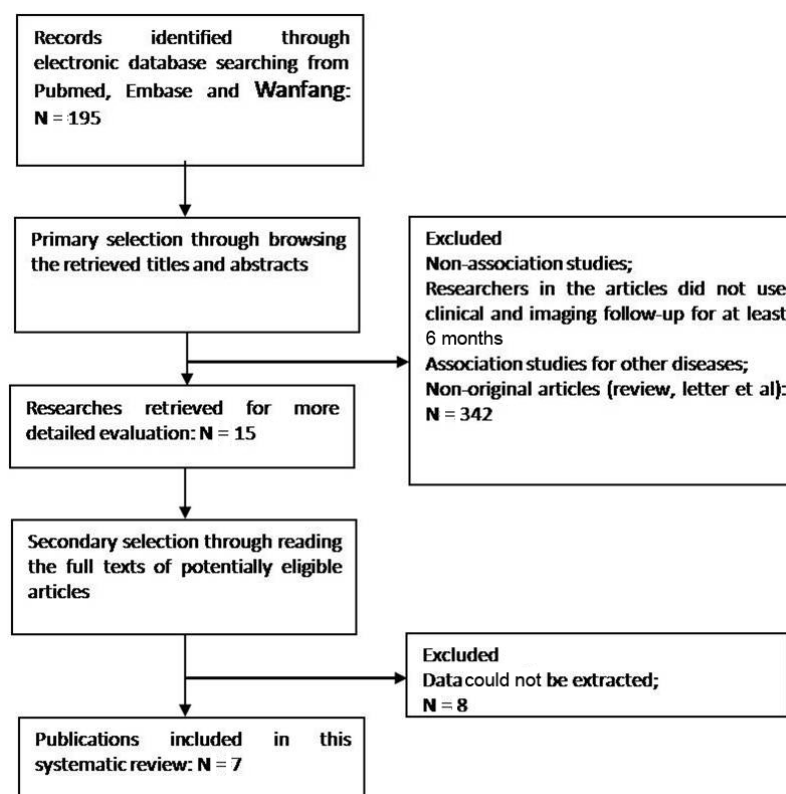 Records identified through
electronic database searching from
Pubmed, Embase and Wanfang:
N = 195
Primary selection through browsing
the retrieved titles and abstracts
Excluded
Non-association studies;
Researchers in the articles did not use
clinical and imaging follow-up for at least
6 months
Association studies for other diseases;
Non-original articles (review, letter et al):
N = 342
Researches retrieved for more
detailed evaluation: N = 15
Secondary selection through reading
the full texts of potentially eligible
articles
Excluded
Data could not be extracted;
N = 8
Publications included in this
systematic review: N = 7